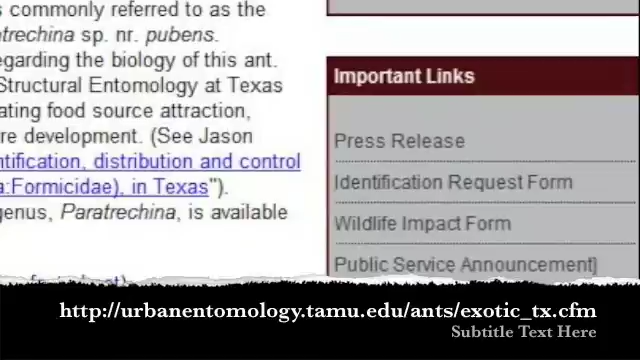 s commonly referred to as the
atrechina sp. nr. pubens.
egarding the biology of this ant.
Structural Entomology at Texas
ating food source attraction,
re development. (See Jason
ntification, distribution and control
a:Formicidae), in Texas").
genus, Paratrechina, is available
Important Links
Press Release
Identification Request Form
Wildlife Impact Form
Public Service Announcement]
http://urbanentomology.tamu.edu/ants/exotic_tx.cfm
Subtitle Text Here